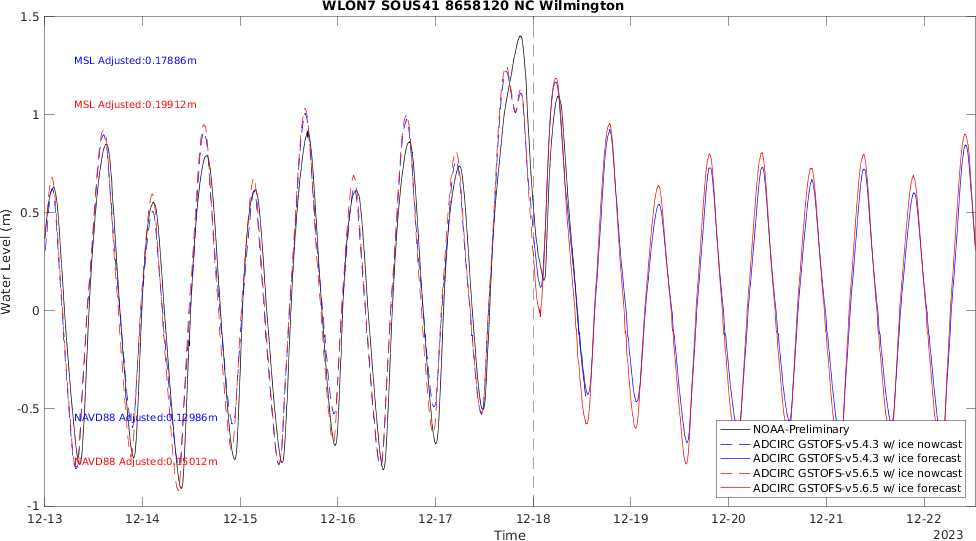 WLON7 SOUS41 8658120 NC Wilmington
1.5
1
0.5
0
-0.5
-1
Water Level (m)
MSL Adjusted:0.17886m
MSL Adjusted:0.19912m
NAVD88 Adjusted:0.12986m
NAVD88 Adjusted:0.15012m
NOAA-Preliminary
ADCIRC GSTOFS-v5.4.3 w/ ice nowcast
ADCIRC GSTOFS-v5.4.3 w/ ice forecast
ADCIRC GSTOFS-v5.6.5 w/ ice nowcast
ADCIRC GSTOFS-v5.6.5 w/ ice forecast
12-13 12-14 12-15 12-16 12-17 12-18 12-19 12-20 12-21 12-22
Time
2023